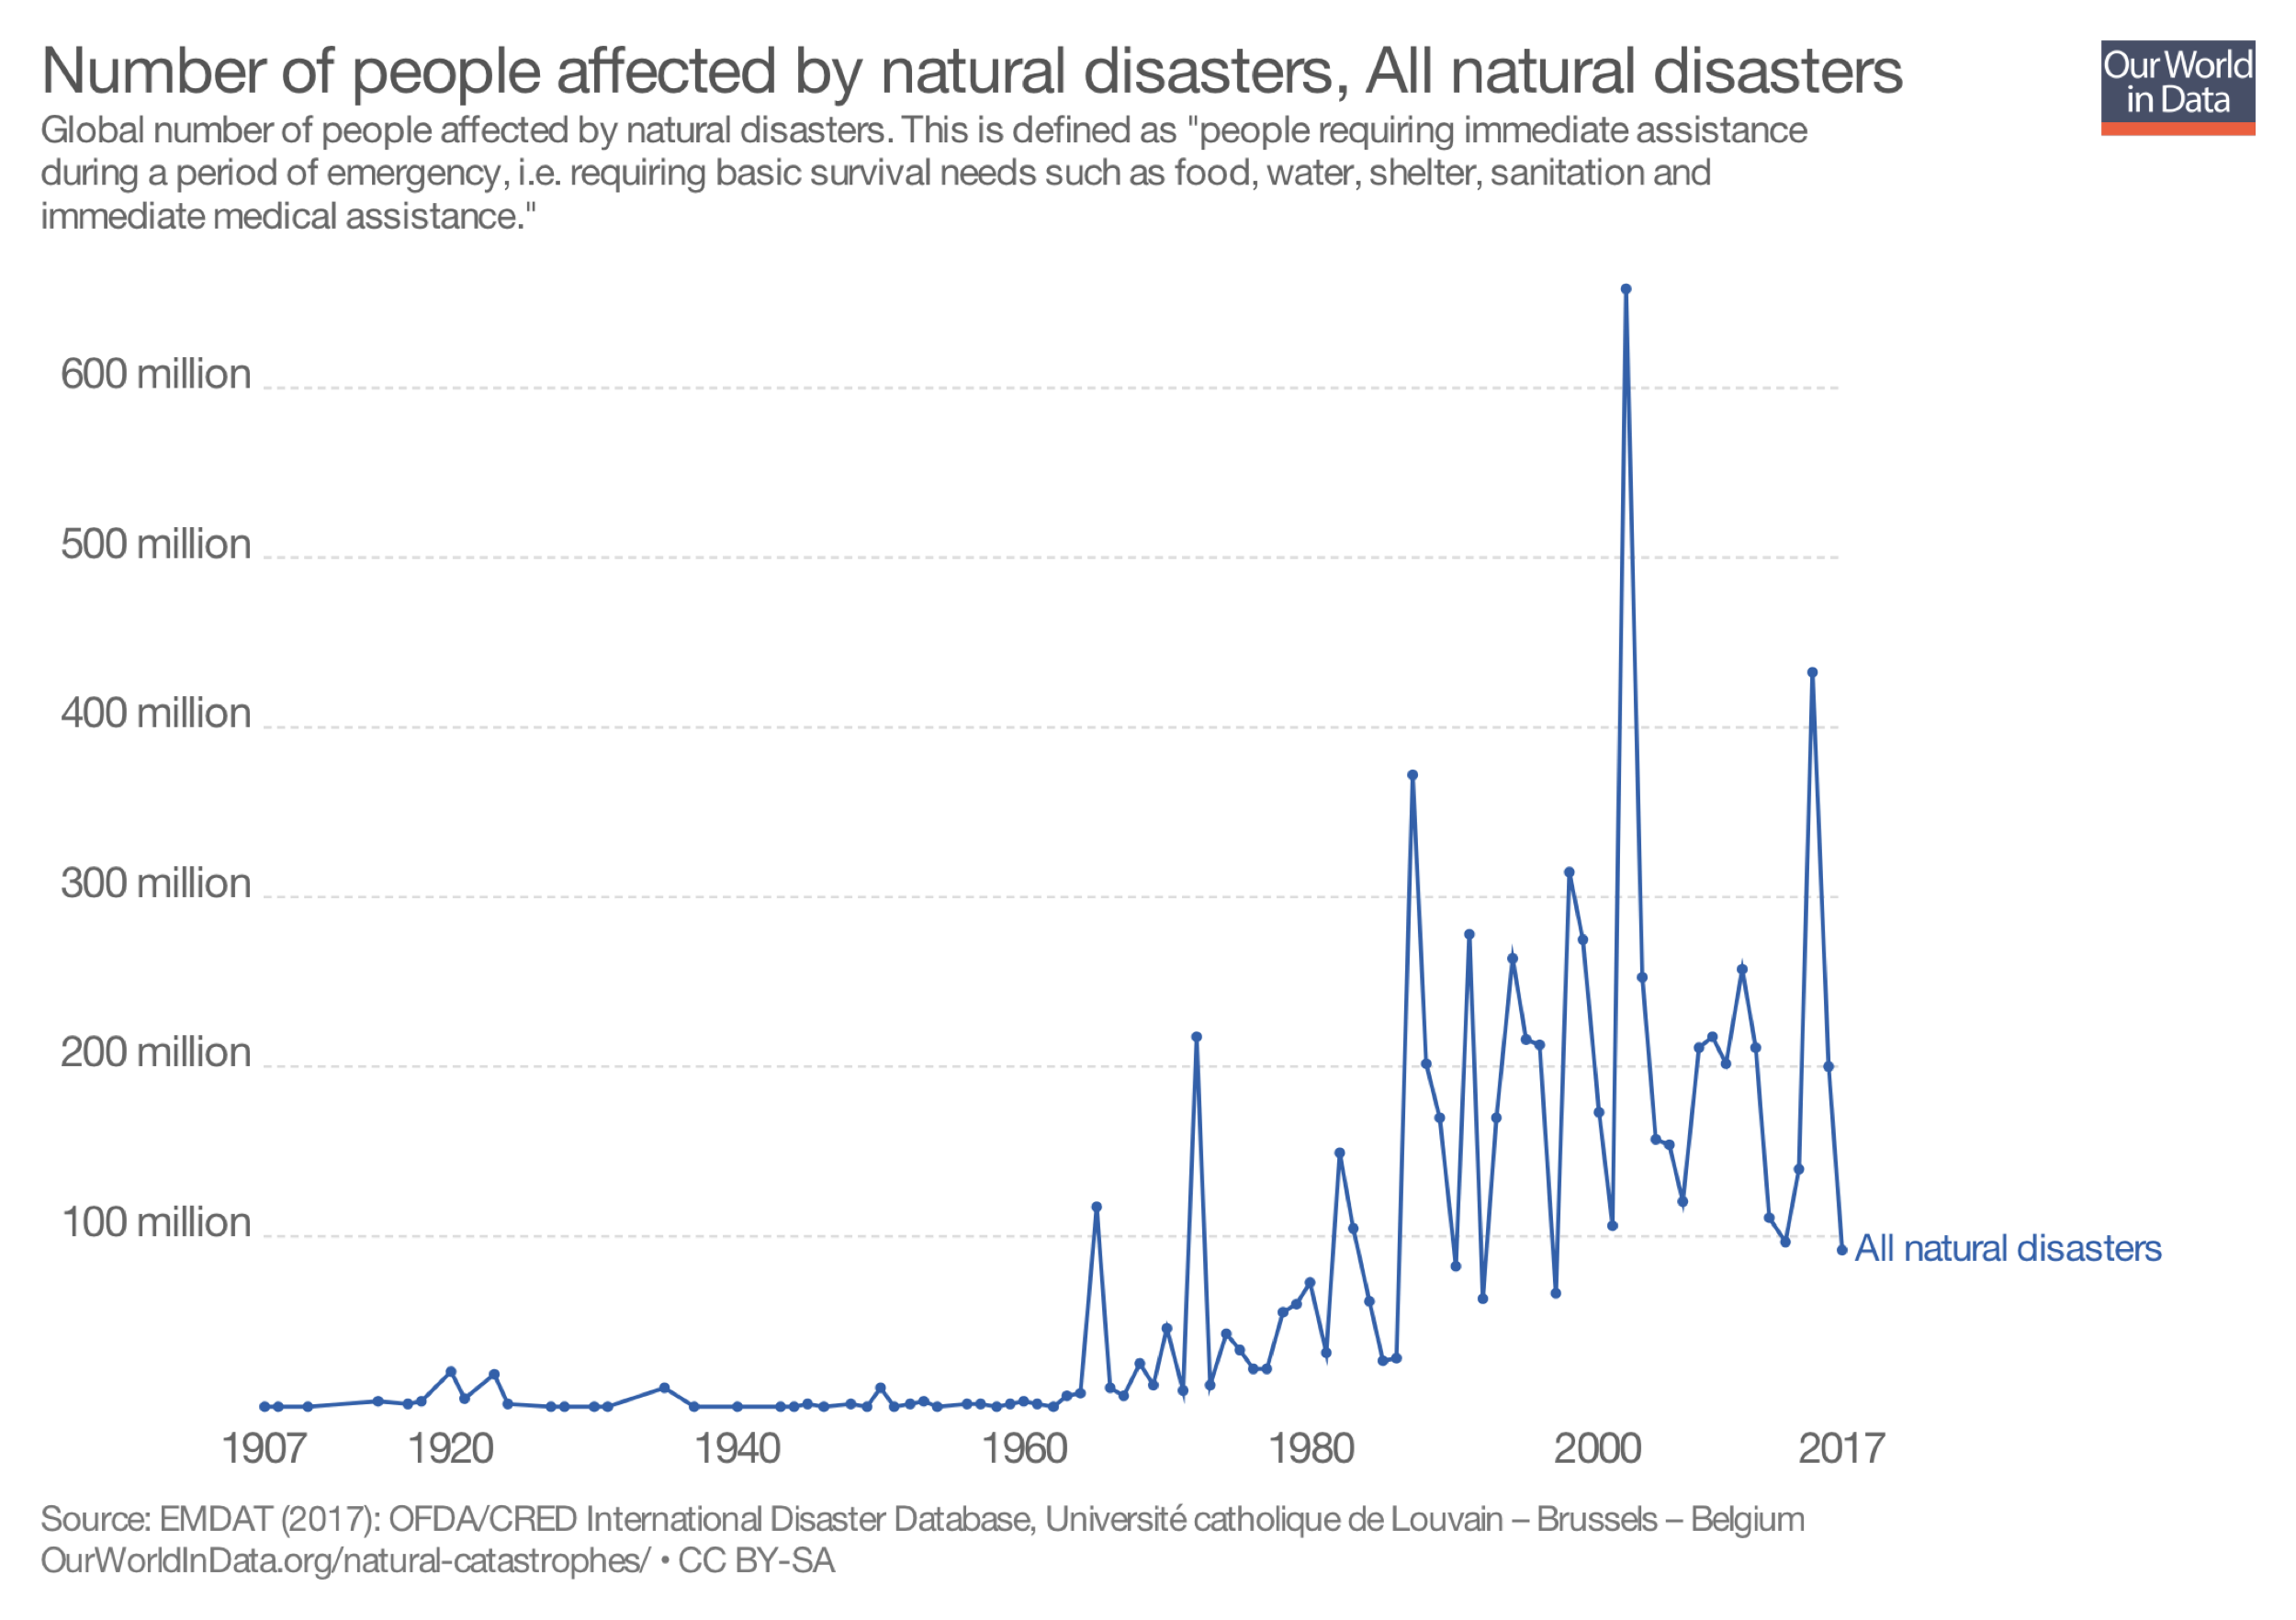 Number of people affected by natural disasters, All natural disasters
Our World
in Data
Global number of people affected by natural disasters. This is defined as "people requiring immediate assistance
during a period of emergency, i.e. requiring basic survival needs such as food, water, shelter, sanitation and
immediate medical assistance."
600 million
500 million
400 million
300 million
200 million
100 million
All natural disasters
1907 1920 1940 1960 1980 2000 2017
Source: EMDAT (2017): OFDA/CRED International Disaster Database, Université catholique de Louvain – Brussels – Belgium
OurWorldInData.org/natural-catastrophes/ • CC BY-SA